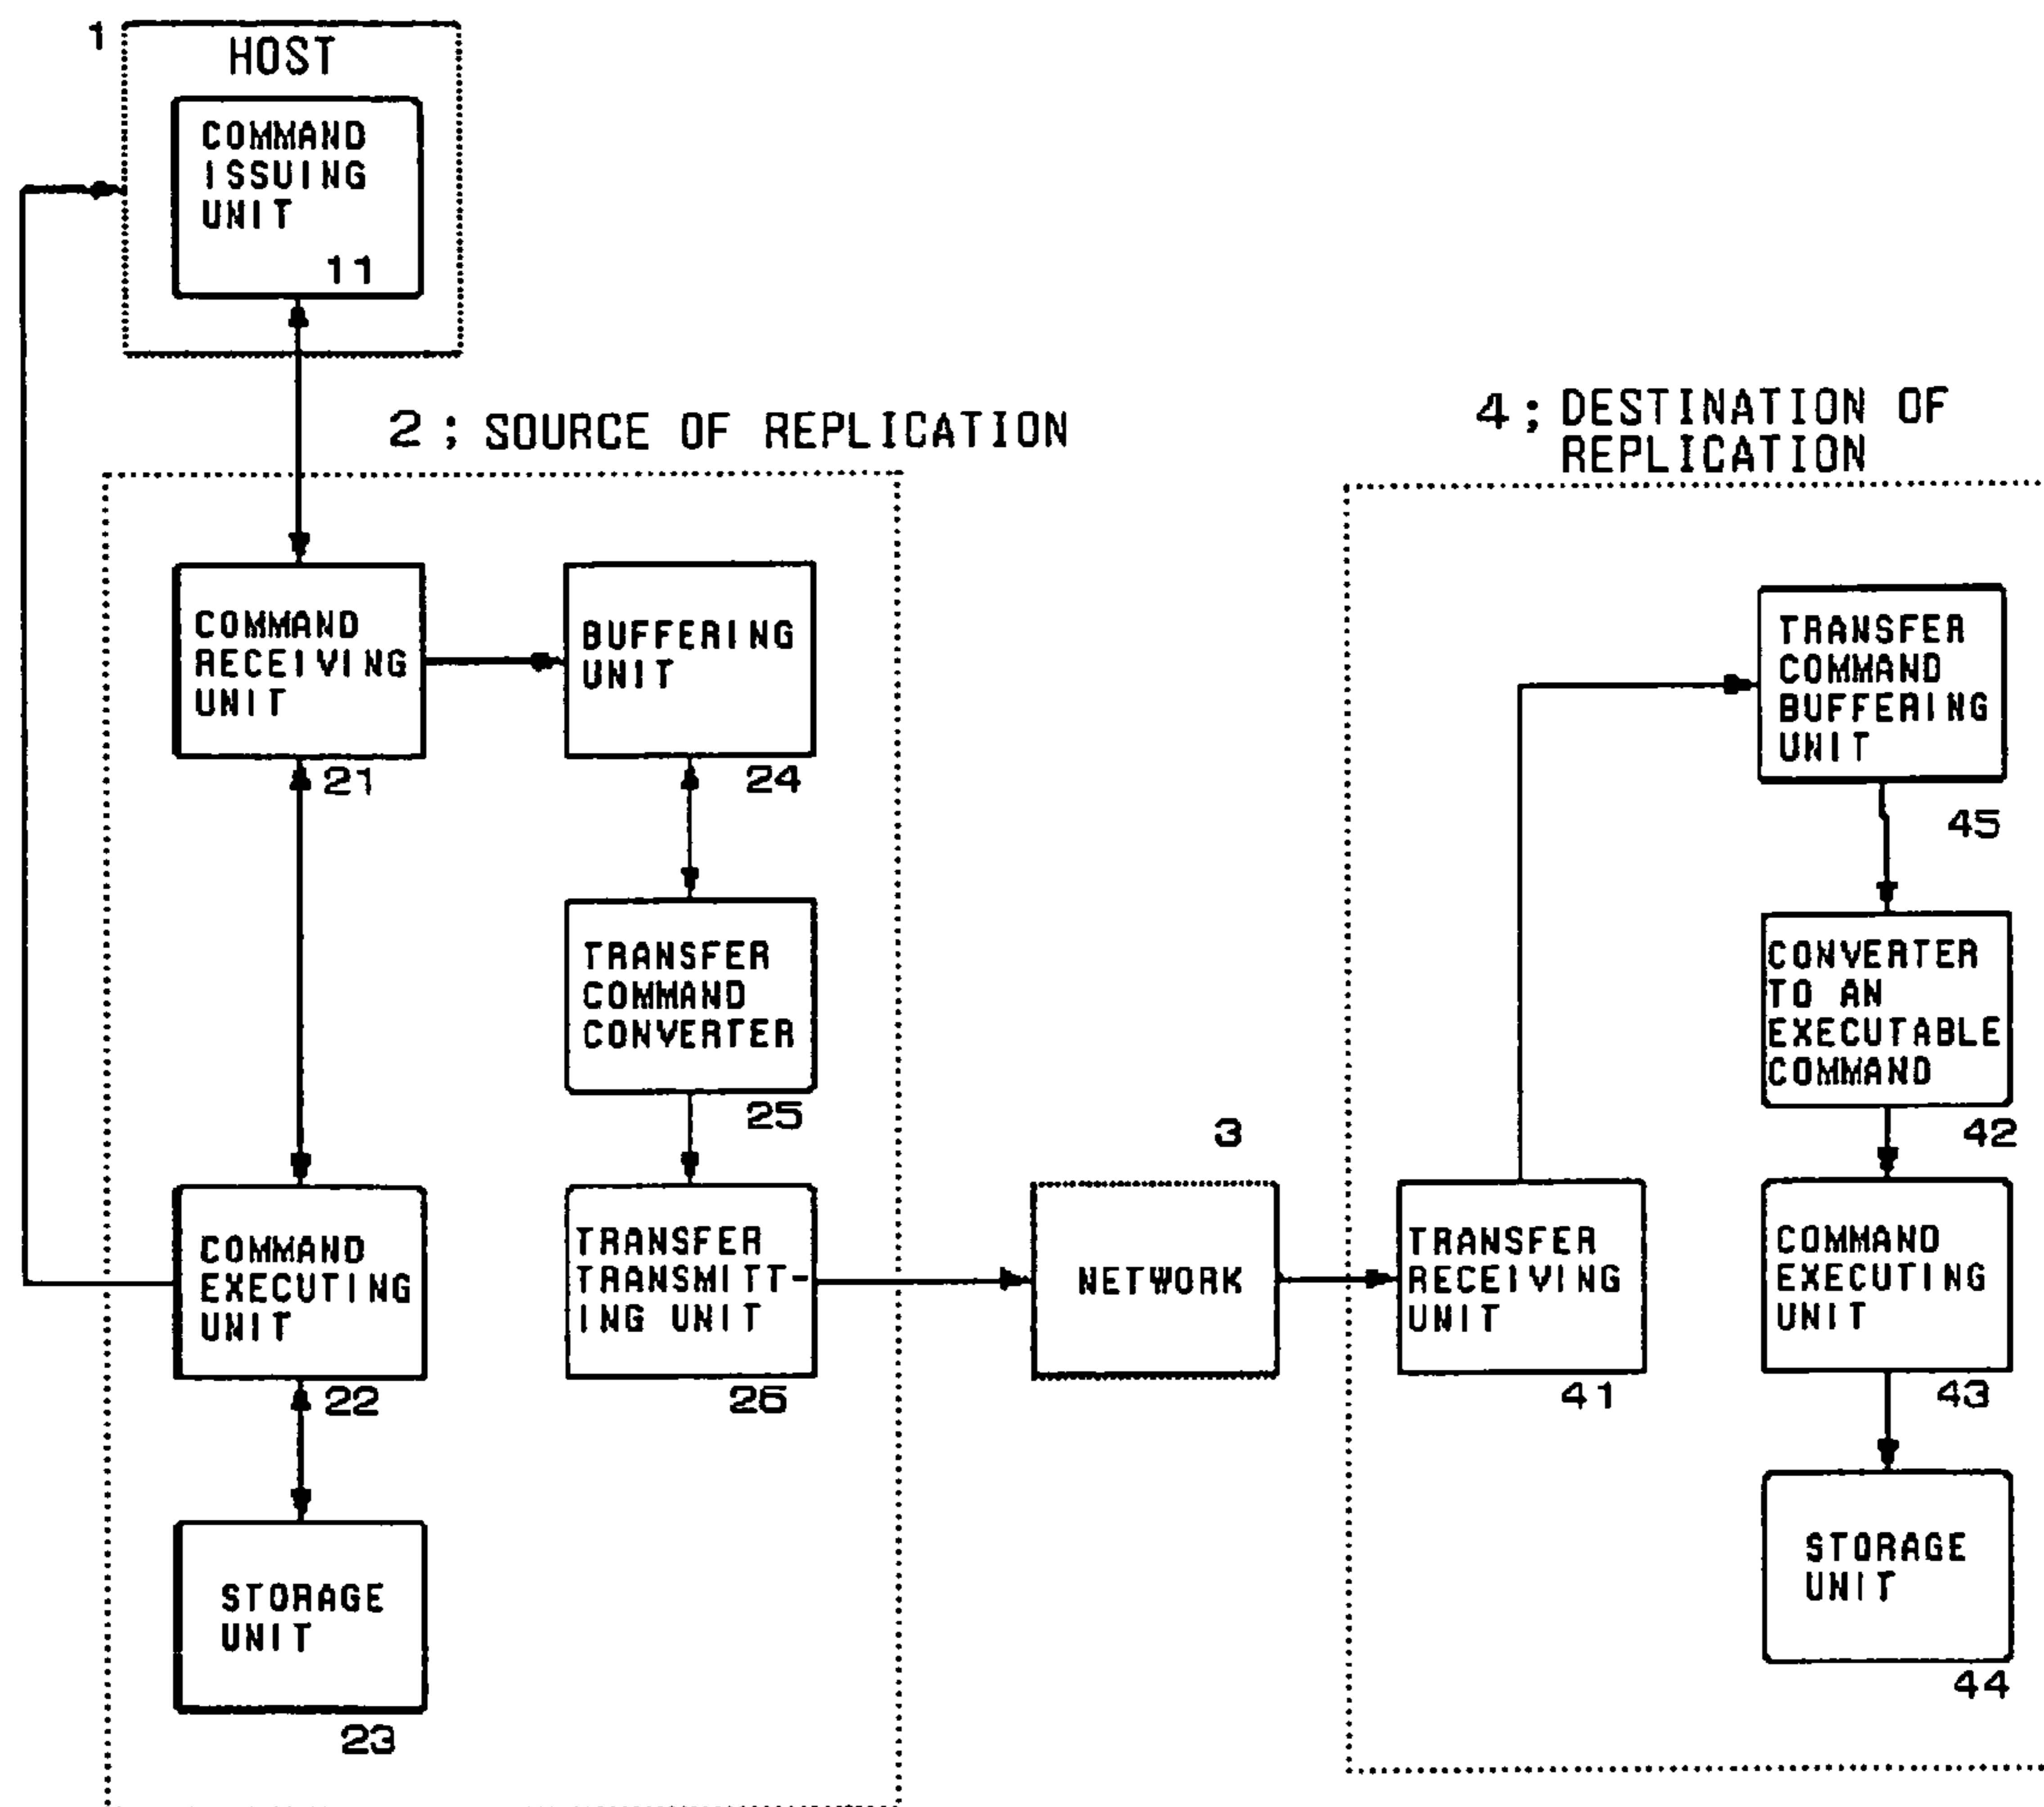 1
HOST
COMMAND
ISSUING
UNIT
11
2 ; SOURCE OF REPLICATION
4 ; DESTINATION OF
REPLICATION
COMMAND
RECEIVING
UNIT
21
BUFFERING
UNIT
24
TRANSFER
COMMAND
BUFFERING
UNIT
45
TRANSFER
COMMAND
CONVERTER
25
CONVERTER
TO AN
EXECUTABLE
COMMAND
42
COMMAND
EXECUTING
UNIT
22
TRANSFER
TRANSMITT-
ING UNIT
26
3
NETWORK
TRANSFER
RECEIVING
UNIT
41
COMMAND
EXECUTING
UNIT
43
STORAGE
UNIT
23
STORAGE
UNIT
44